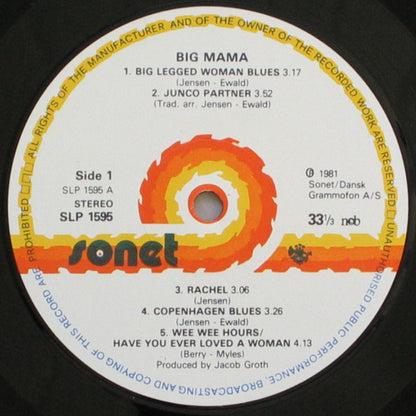 ALL RIGHTS OF THE MANUFACTURER AND OF THE OWNER OF THE RECORDED WORK ARE RESERVED
UNAUTHORISED PUBLIC PERFORMANCE, BROADCASTING AND COPYING OF THIS RECORD ARE PROHIBITED
BIG MAMA
1. BIG LEGGED WOMAN BLUES 3.17
(Jensen - Ewald)
2. JUNCO PARTNER 3.52
(Trad. arr. Jensen - Ewald)
Side 1
SLP 1595 A
STEREO
SLP 1595
℗ 1981
Sonet/Dansk
Grammofon A/S
33⅓ ncb
sonet
3. RACHEL 3.06
(Jensen)
4. COPENHAGEN BLUES 3.26
(Jensen - Ewald)
5. WEE WEE HOURS/
HAVE YOU EVER LOVED A WOMAN 4.13
(Berry - Myles)
Produced by Jacob Groth